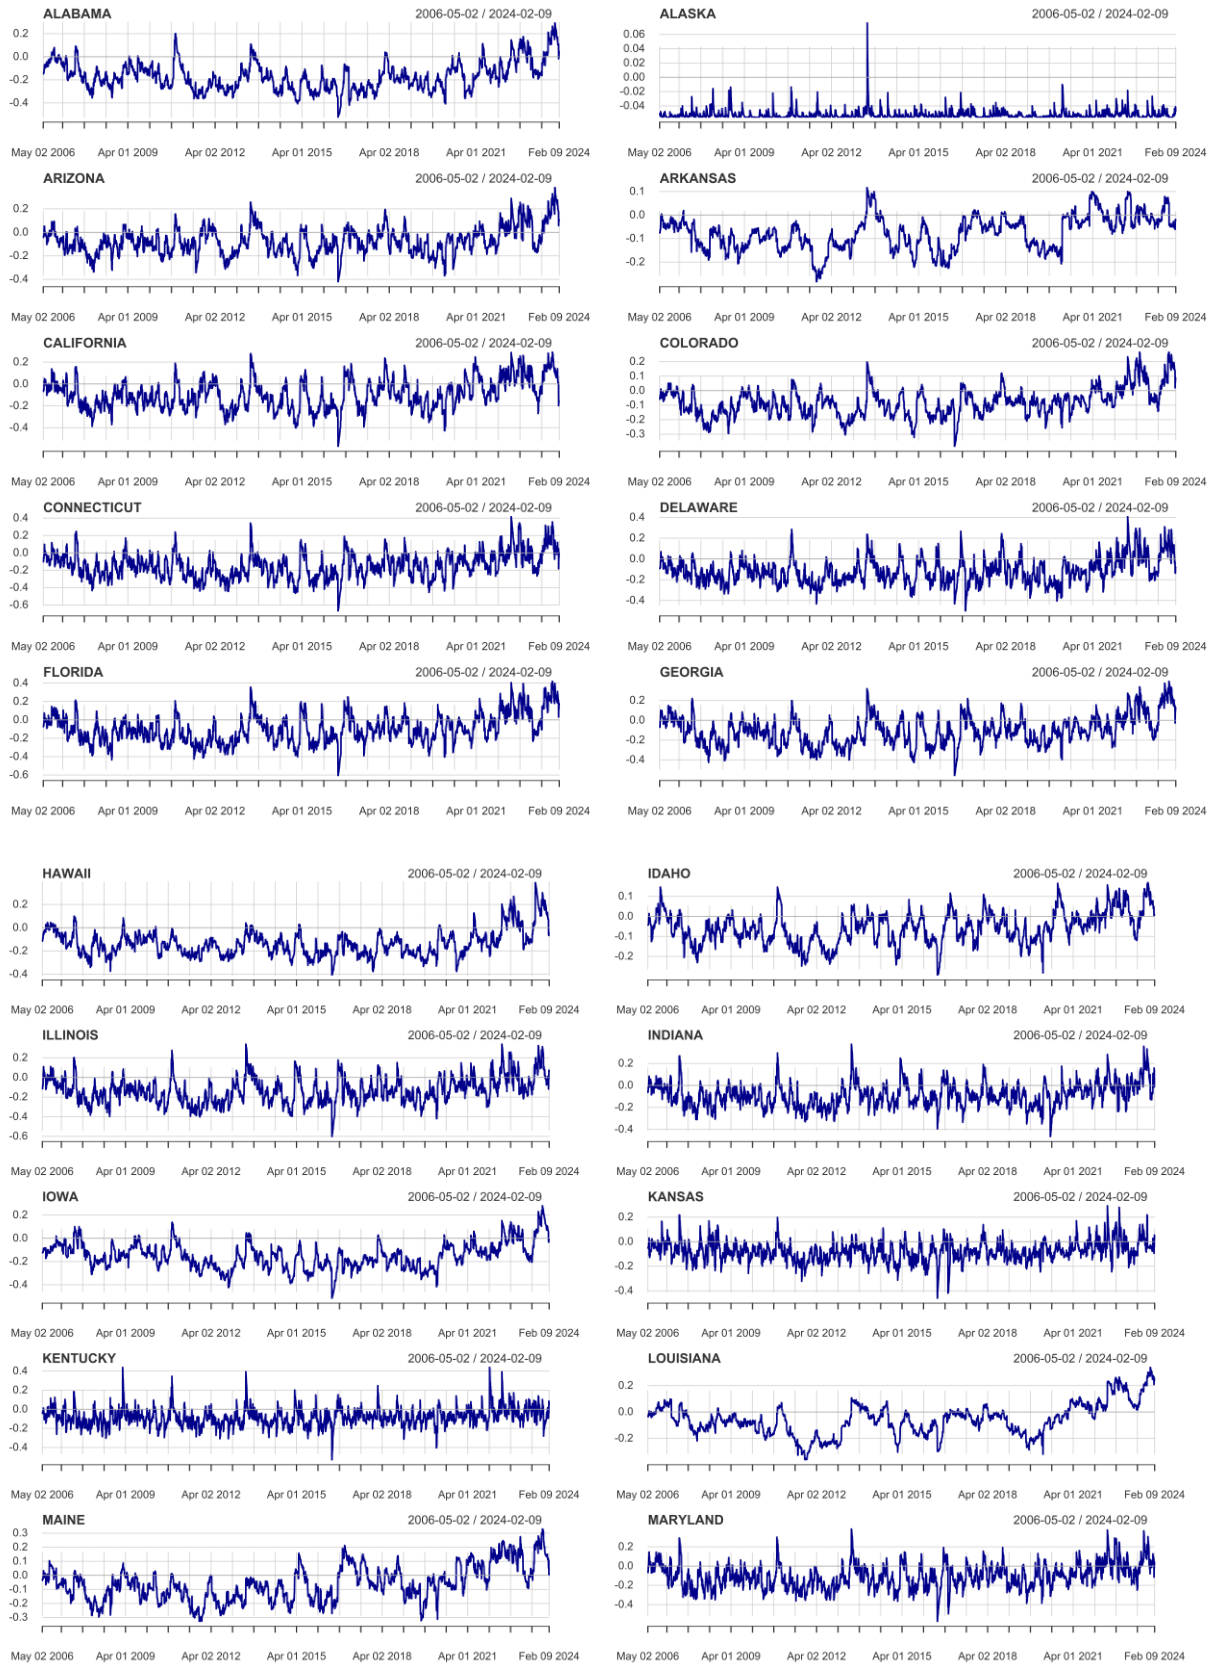 ALABAMA 2006-05-02 / 2024-02-09
0.2
0.0
-0.2
-0.4
May 02 2006 Apr 01 2009 Apr 02 2012 Apr 01 2015 Apr 02 2018 Apr 01 2021 Feb 09 2024
ALASKA 2006-05-02 / 2024-02-09
0.06
0.04
0.00
-0.04
May 02 2006 Apr 01 2009 Apr 02 2012 Apr 01 2015 Apr 02 2018 Apr 01 2021 Feb 09 2024
ARIZONA 2006-05-02 / 2024-02-09
0.2
0.0
-0.2
-0.4
May 02 2006 Apr 01 2009 Apr 02 2012 Apr 01 2015 Apr 02 2018 Apr 01 2021 Feb 09 2024
ARKANSAS 2006-05-02 / 2024-02-09
0.1
0.0
-0.1
-0.2
May 02 2006 Apr 01 2009 Apr 02 2012 Apr 01 2015 Apr 02 2018 Apr 01 2021 Feb 09 2024
CALIFORNIA 2006-05-02 / 2024-02-09
0.2
0.0
-0.2
-0.4
May 02 2006 Apr 01 2009 Apr 02 2012 Apr 01 2015 Apr 02 2018 Apr 01 2021 Feb 09 2024
COLORADO 2006-05-02 / 2024-02-09
0.2
0.1
0.0
-0.1
-0.2
-0.3
May 02 2006 Apr 01 2009 Apr 02 2012 Apr 01 2015 Apr 02 2018 Apr 01 2021 Feb 09 2024
CONNECTICUT 2006-05-02 / 2024-02-09
0.4
0.2
0.0
-0.2
-0.4
-0.6
May 02 2006 Apr 01 2009 Apr 02 2012 Apr 01 2015 Apr 02 2018 Apr 01 2021 Feb 09 2024
DELAWARE 2006-05-02 / 2024-02-09
0.4
0.2
0.0
-0.2
-0.4
May 02 2006 Apr 01 2009 Apr 02 2012 Apr 01 2015 Apr 02 2018 Apr 01 2021 Feb 09 2024
FLORIDA 2006-05-02 / 2024-02-09
0.4
0.2
0.0
-0.2
-0.4
-0.6
May 02 2006 Apr 01 2009 Apr 02 2012 Apr 01 2015 Apr 02 2018 Apr 01 2021 Feb 09 2024
GEORGIA 2006-05-02 / 2024-02-09
0.2
0.0
-0.2
-0.4
May 02 2006 Apr 01 2009 Apr 02 2012 Apr 01 2015 Apr 02 2018 Apr 01 2021 Feb 09 2024
HAWAII 2006-05-02 / 2024-02-09
0.2
0.0
-0.2
-0.4
May 02 2006 Apr 01 2009 Apr 02 2012 Apr 01 2015 Apr 02 2018 Apr 01 2021 Feb 09 2024
IDAHO 2006-05-02 / 2024-02-09
0.1
0.0
-0.1
-0.2
May 02 2006 Apr 01 2009 Apr 02 2012 Apr 01 2015 Apr 02 2018 Apr 01 2021 Feb 09 2024
ILLINOIS 2006-05-02 / 2024-02-09
0.2
0.0
-0.2
-0.4
-0.6
May 02 2006 Apr 01 2009 Apr 02 2012 Apr 01 2015 Apr 02 2018 Apr 01 2021 Feb 09 2024
INDIANA 2006-05-02 / 2024-02-09
0.2
0.0
-0.2
-0.4
May 02 2006 Apr 01 2009 Apr 02 2012 Apr 01 2015 Apr 02 2018 Apr 01 2021 Feb 09 2024
IOWA 2006-05-02 / 2024-02-09
0.2
0.0
-0.2
-0.4
May 02 2006 Apr 01 2009 Apr 02 2012 Apr 01 2015 Apr 02 2018 Apr 01 2021 Feb 09 2024
KANSAS 2006-05-02 / 2024-02-09
0.2
0.0
-0.2
-0.4
May 02 2006 Apr 01 2009 Apr 02 2012 Apr 01 2015 Apr 02 2018 Apr 01 2021 Feb 09 2024
KENTUCKY 2006-05-02 / 2024-02-09
0.4
0.2
0.0
-0.2
-0.4
May 02 2006 Apr 01 2009 Apr 02 2012 Apr 01 2015 Apr 02 2018 Apr 01 2021 Feb 09 2024
LOUISIANA 2006-05-02 / 2024-02-09
0.2
0.0
-0.2
May 02 2006 Apr 01 2009 Apr 02 2012 Apr 01 2015 Apr 02 2018 Apr 01 2021 Feb 09 2024
MAINE 2006-05-02 / 2024-02-09
0.3
0.2
0.1
0.0
-0.1
-0.2
-0.3
May 02 2006 Apr 01 2009 Apr 02 2012 Apr 01 2015 Apr 02 2018 Apr 01 2021 Feb 09 2024
MARYLAND 2006-05-02 / 2024-02-09
0.2
0.0
-0.2
-0.4
May 02 2006 Apr 01 2009 Apr 02 2012 Apr 01 2015 Apr 02 2018 Apr 01 2021 Feb 09 2024